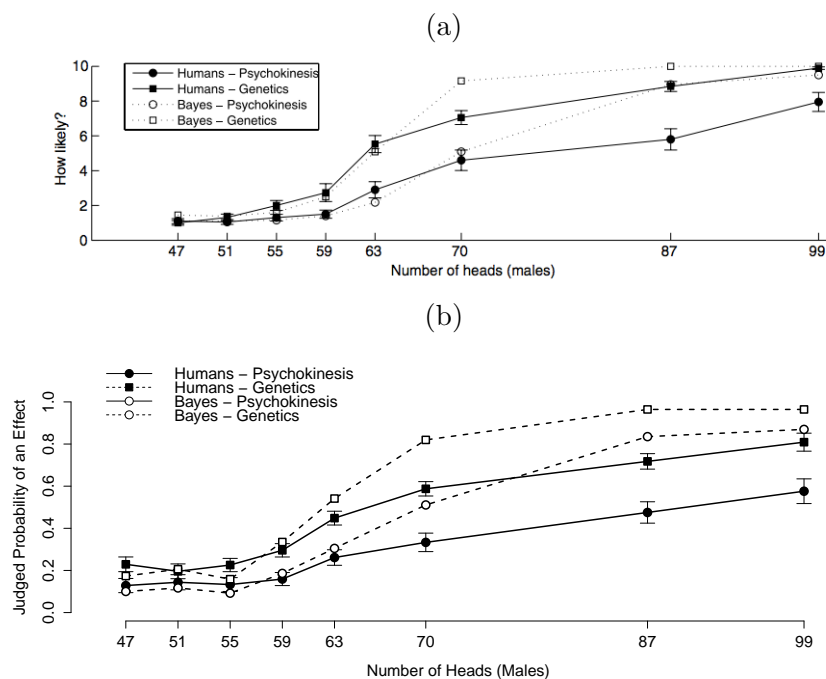 (a)
10
8
6
4
2
0
How likely?
Humans − Psychokinesis
Humans − Genetics
Bayes − Psychokinesis
Bayes − Genetics
47 51 55 59 63 70 87 99
Number of heads (males)
(b)
Humans − Psychokinesis
Humans − Genetics
Bayes − Psychokinesis
Bayes − Genetics
1.0
0.8
0.6
0.4
0.2
0.0
Judged Probability of an Effect
47 51 55 59 63 70 87 99
Number of Heads (Males)